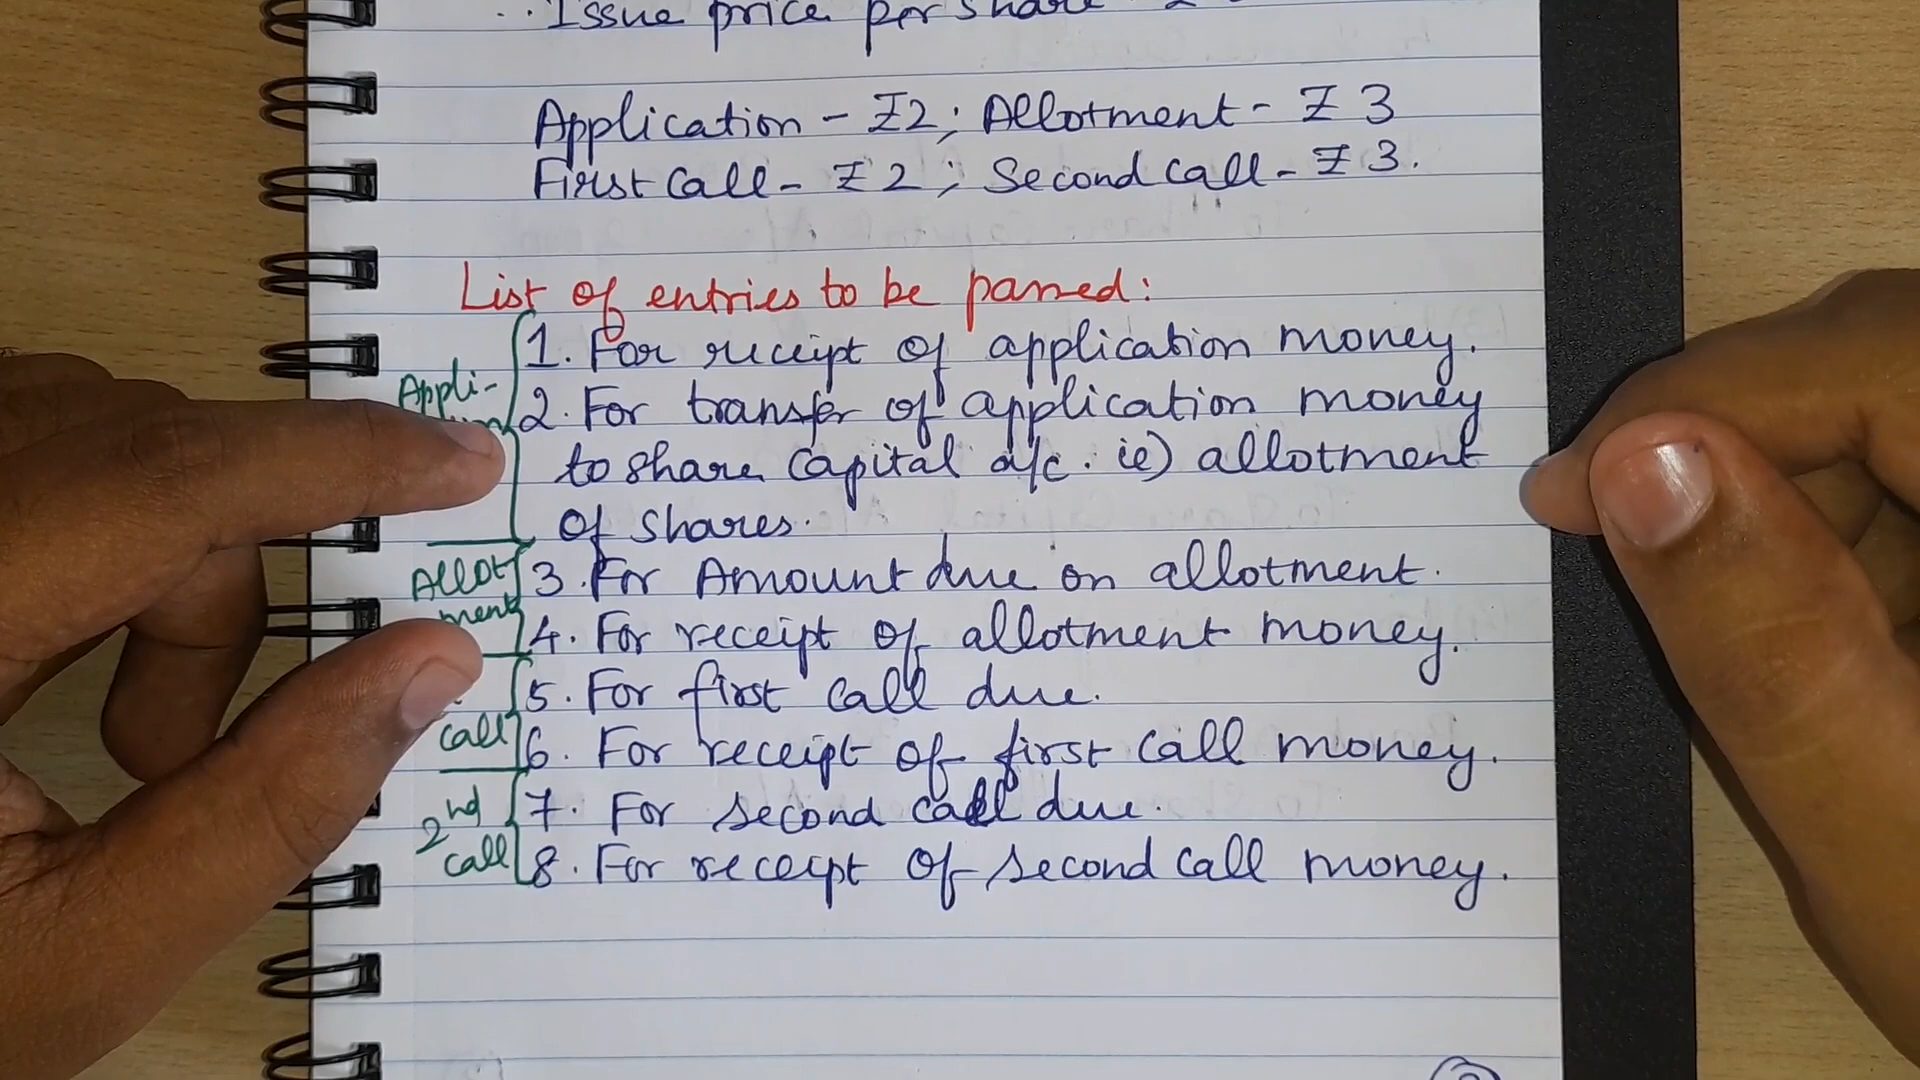 Issue price per share
Application - ₹2; Allotment - ₹3
First Call - ₹2; Second call - ₹3.
List of entries to be passed:
1. For receipt of application money.
Appli-
2. For transfer of application money
to share Capital a/c. ie) allotment
of shares.
Allot
ment
3. For Amount due on allotment.
4. For receipt of allotment money.
5. For first call due.
call
6. For receipt of first call money.
2nd
call
7. For second call due.
8. For receipt of second call money.